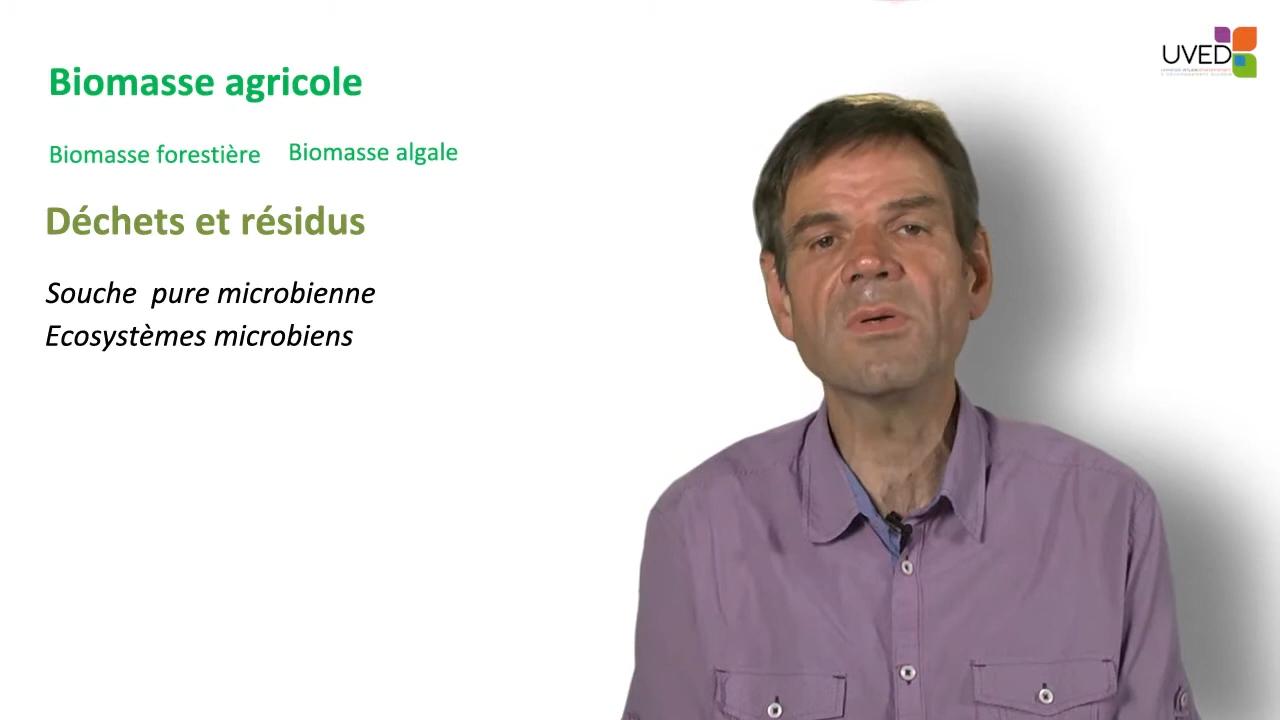 UVED
Biomasse agricole
Biomasse forestière Biomasse algale
Déchets et résidus
Souche pure microbienne
Ecosystèmes microbiens